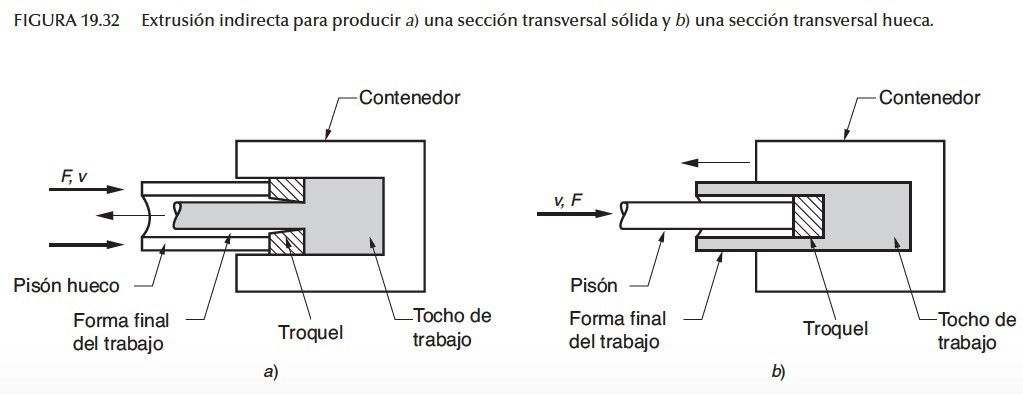 FIGURA 19.32 Extrusión indirecta para producir a) una sección transversal sólida y b) una sección transversal hueca.
Contenedor
F, v
Pisón hueco
Forma final
del trabajo
Troquel
Tocho de
trabajo
a)
Contenedor
v, F
Pisón
Forma final
del trabajo
Troquel
Tocho de
trabajo
b)